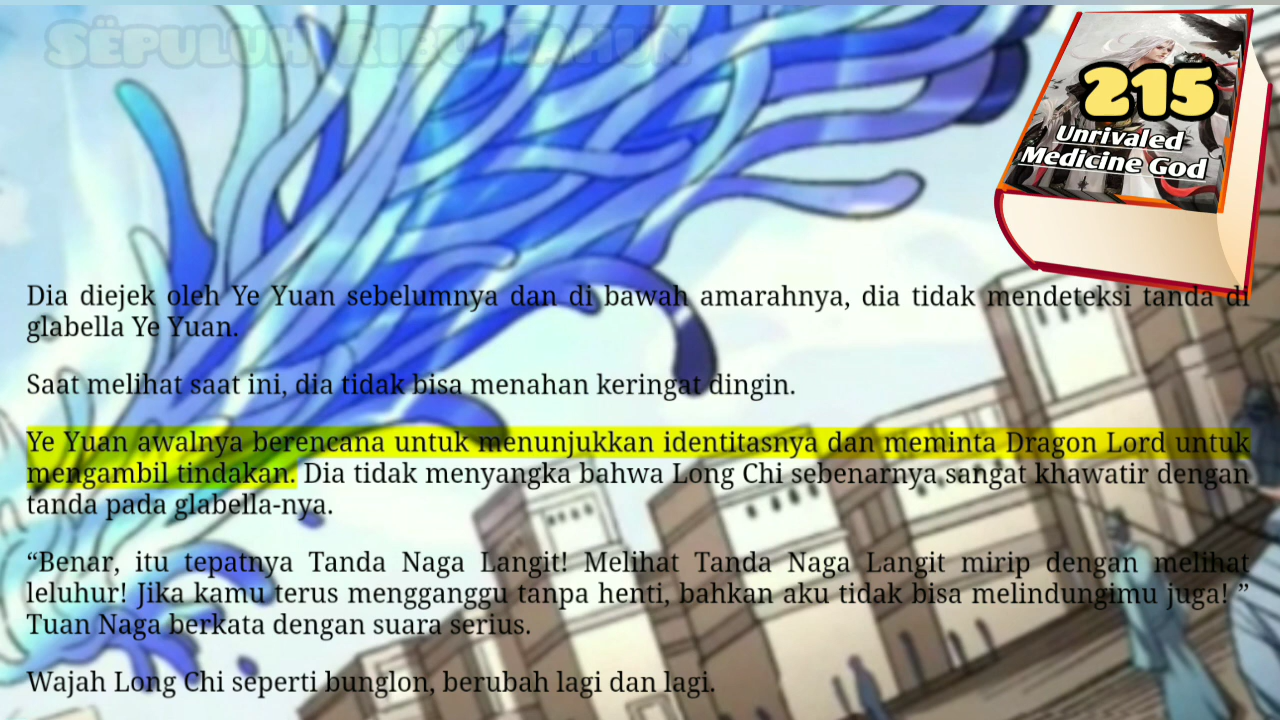 Sëpuluh Ribu Tahun
215
Unrivaled
Medicine God
Dia diejek oleh Ye Yuan sebelumnya dan di bawah amarahnya, dia tidak mendeteksi tanda di
glabella Ye Yuan.
Saat melihat saat ini, dia tidak bisa menahan keringat dingin.
Ye Yuan awalnya berencana untuk menunjukkan identitasnya dan meminta Dragon Lord untuk
mengambil tindakan. Dia tidak menyangka bahwa Long Chi sebenarnya sangat khawatir dengan
tanda pada glabella-nya.
“Benar, itu tepatnya Tanda Naga Langit! Melihat Tanda Naga Langit mirip dengan melihat
leluhur! Jika kamu terus mengganggu tanpa henti, bahkan aku tidak bisa melindungimu juga! ”
Tuan Naga berkata dengan suara serius.
Wajah Long Chi seperti bunglon, berubah lagi dan lagi.